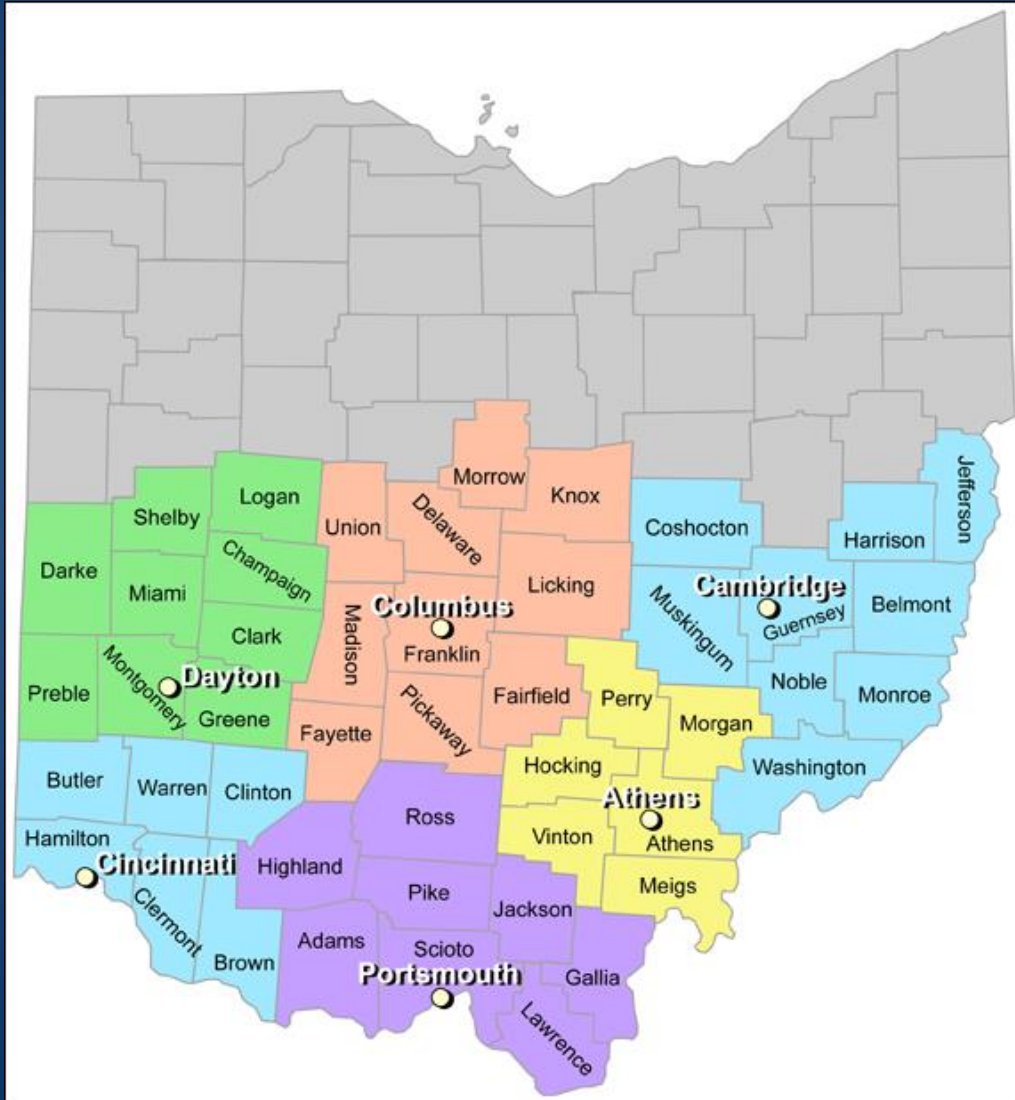 Morrow
Jefferson
Knox
Logan
Shelby
Union
Delaware
Coshocton
Harrison
Darke
Champaign
Miami
Licking
Cambridge
Belmont
Columbus
Muskingum
Guernsey
Clark
Madison
Franklin
Dayton
Montgomery
Preble
Greene
Pickaway
Fairfield
Perry
Noble
Monroe
Morgan
Fayette
Hocking
Washington
Butler
Warren
Clinton
Athens
Ross
Vinton
Athens
Hamilton
Cincinnati
Highland
Pike
Meigs
Jackson
Clermont
Adams
Scioto
Brown
Portsmouth
Gallia
Lawrence